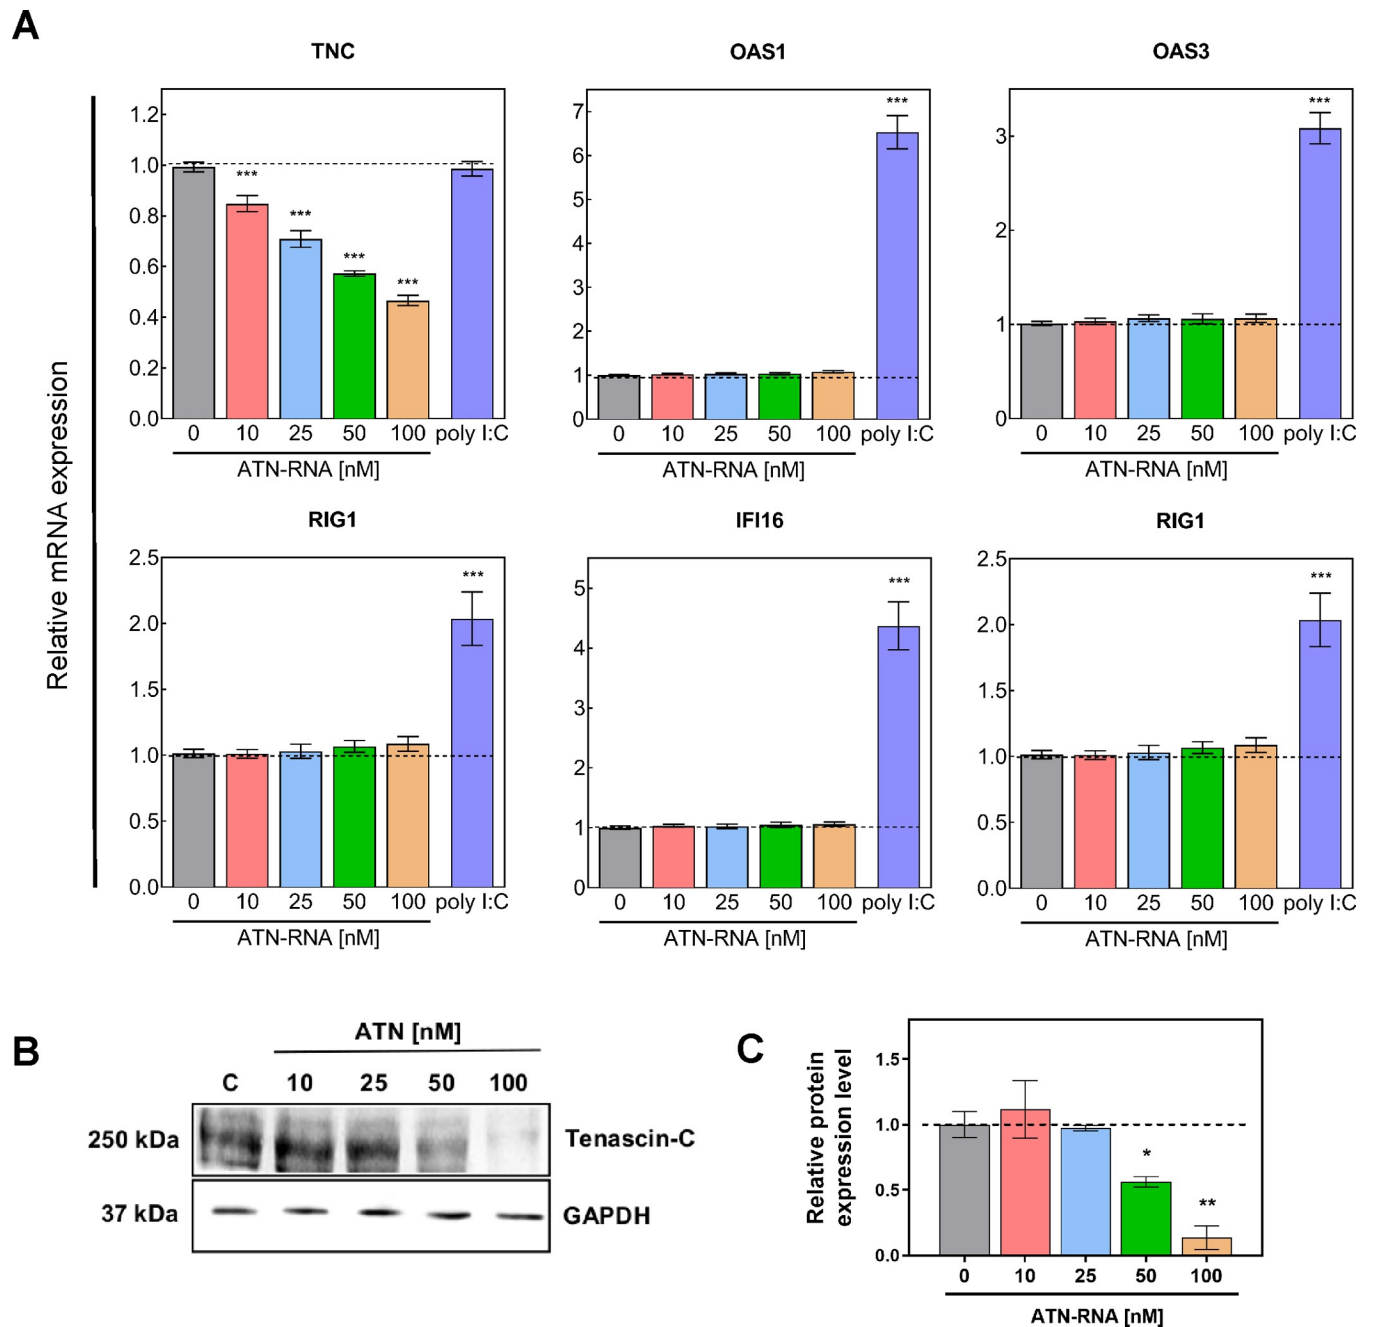 A
Relative mRNA expression
TNC
1.2
***
1.0
***
0.8
***
0.6
***
***
0.4
0.2
0.0
0 10 25 50 100 poly I:C
ATN-RNA [nM]
OAS1
***
7
6
5
4
3
2
1
0
0 10 25 50 100 poly I:C
ATN-RNA [nM]
OAS3
***
3
2
1
0
0 10 25 50 100 poly I:C
ATN-RNA [nM]
RIG1
2.5
***
2.0
1.5
1.0
0.5
0.0
0 10 25 50 100 poly I:C
ATN-RNA [nM]
IFI16
***
5
4
3
2
1
0
0 10 25 50 100 poly I:C
ATN-RNA [nM]
RIG1
2.5
***
2.0
1.5
1.0
0.5
0.0
0 10 25 50 100 poly I:C
ATN-RNA [nM]
B
ATN [nM]
C 10 25 50 100
250 kDa Tenascin-C
37 kDa GAPDH
C
Relative protein
expression level
1.5
1.0
*
0.5
**
0.0
0 10 25 50 100
ATN-RNA [nM]